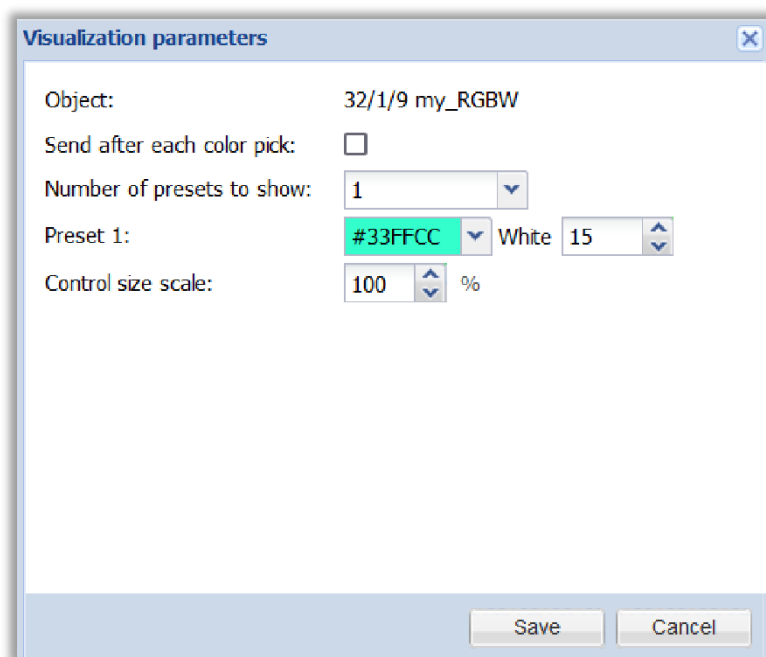 Visualization parameters
Object: 32/1/9 my_RGBW
Send after each color pick:
Number of presets to show: 1
Preset 1: #33FFCC White 15
Control size scale: 100 %
Save Cancel